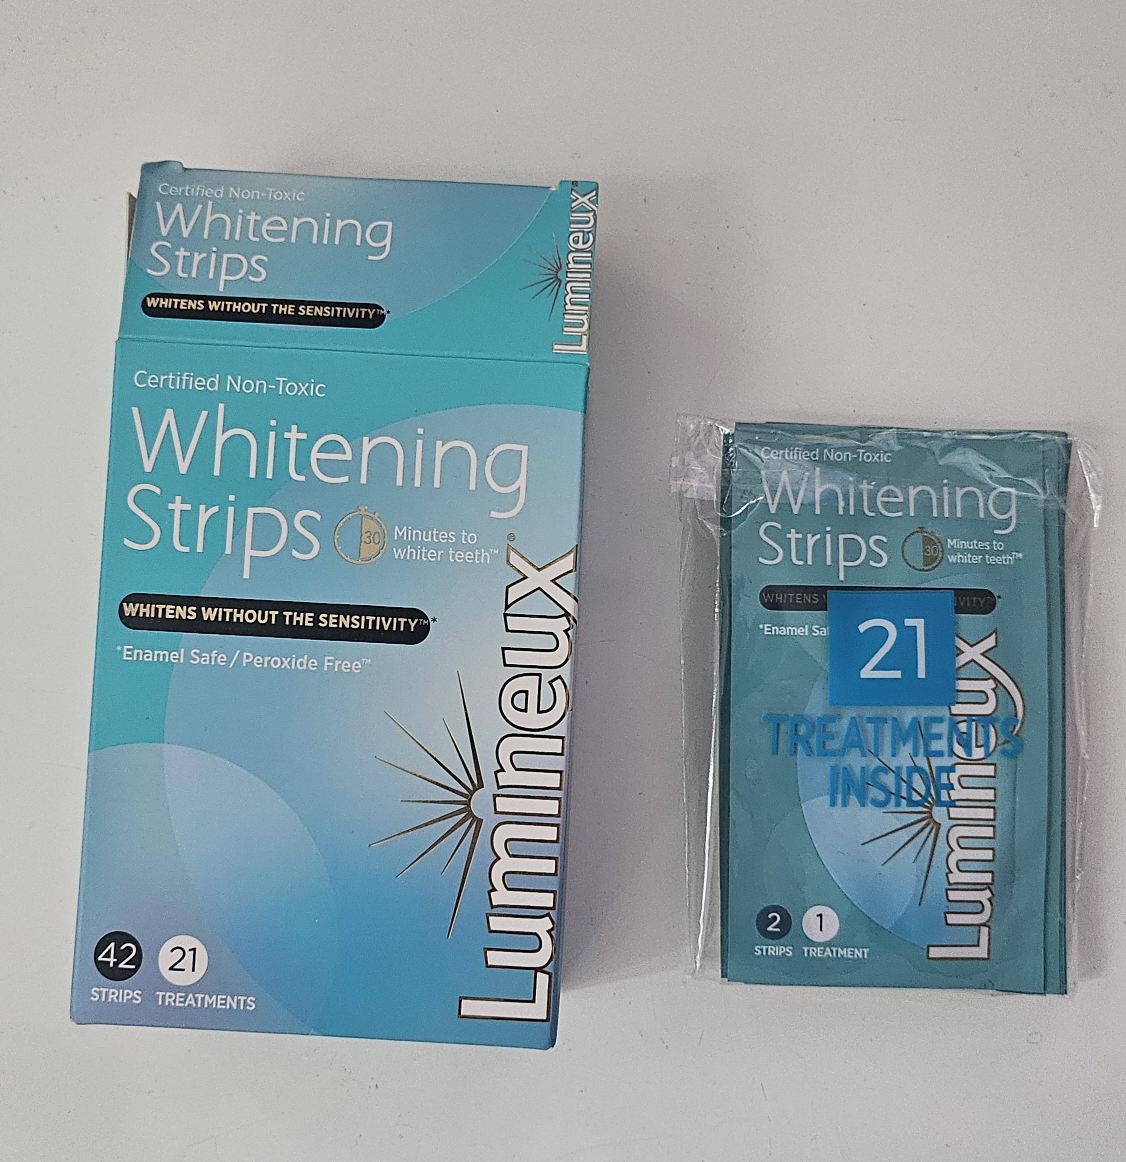 Certified Non-Toxic
Whitening
Strips
WHITENS WITHOUT THE SENSITIVITY™*
Lumineux®
Certified Non-Toxic
Whitening
Strips
30
Minutes to
whiter teeth™
WHITENS WITHOUT THE SENSITIVITY™*
*Enamel Safe/Peroxide Free™
Lumineux®
42
STRIPS
21
TREATMENTS
Certified Non-Toxic
Whitening
Strips
30
Minutes to
whiter teeth™
WHITENS
*Enamel
21
TREATMENTS
INSIDE
Lumineux
2
STRIPS
1
TREATMENT